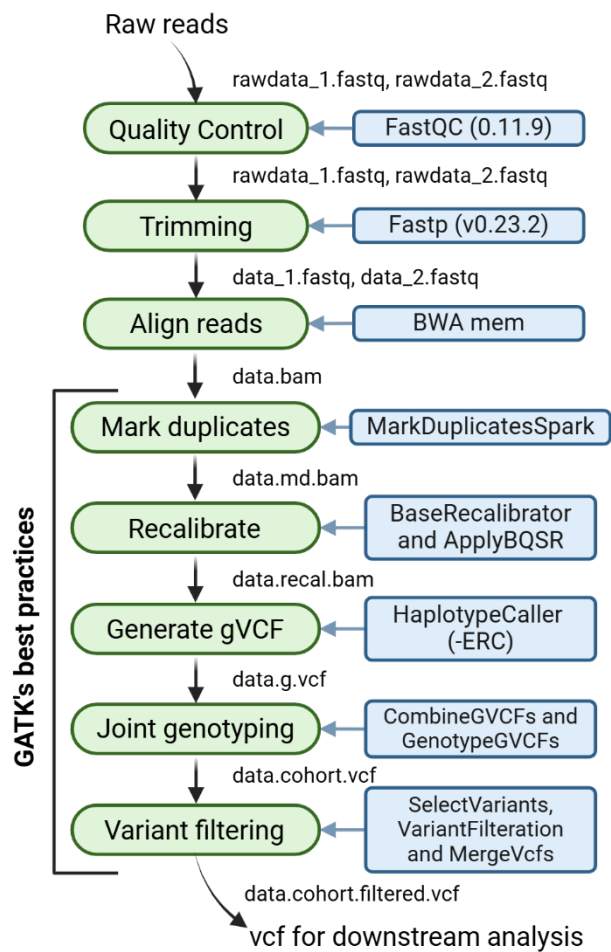 Raw reads
rawdata_1.fastq, rawdata_2.fastq
Quality Control
FastQC (0.11.9)
rawdata_1.fastq, rawdata_2.fastq
Trimming
Fastp (v0.23.2)
data_1.fastq, data_2.fastq
Align reads
BWA mem
data.bam
GATK's best practices
Mark duplicates
MarkDuplicatesSpark
data.md.bam
Recalibrate
BaseRecalibrator
and ApplyBQSR
data.recal.bam
Generate gVCF
HaplotypeCaller
(-ERC)
data.g.vcf
Joint genotyping
CombineGVCFs and
GenotypeGVCFs
data.cohort.vcf
Variant filtering
SelectVariants,
VariantFilteration
and MergeVcfs
data.cohort.filtered.vcf
vcf for downstream analysis